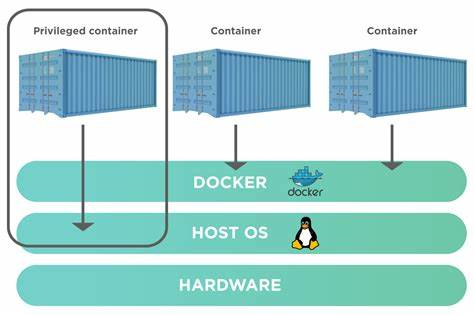 Privileged container
Container
Container
DOCKER
docker
HOST OS
HARDWARE